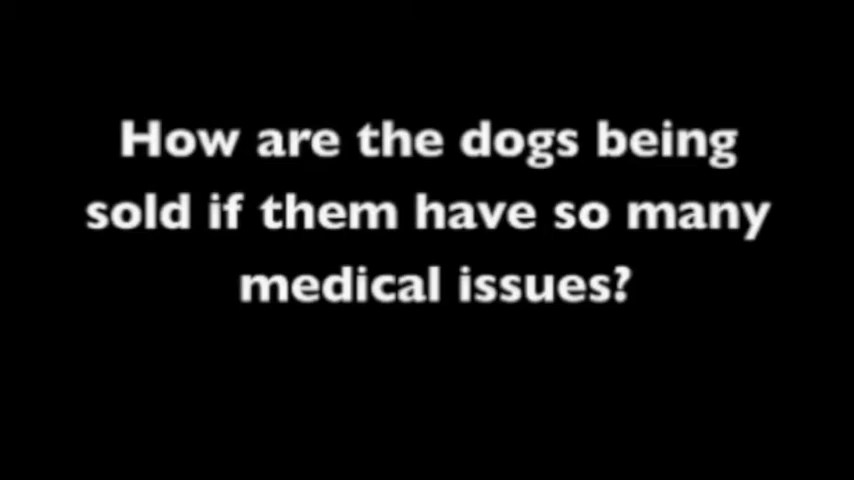 How are the dogs being
sold if them have so many
medical issues?